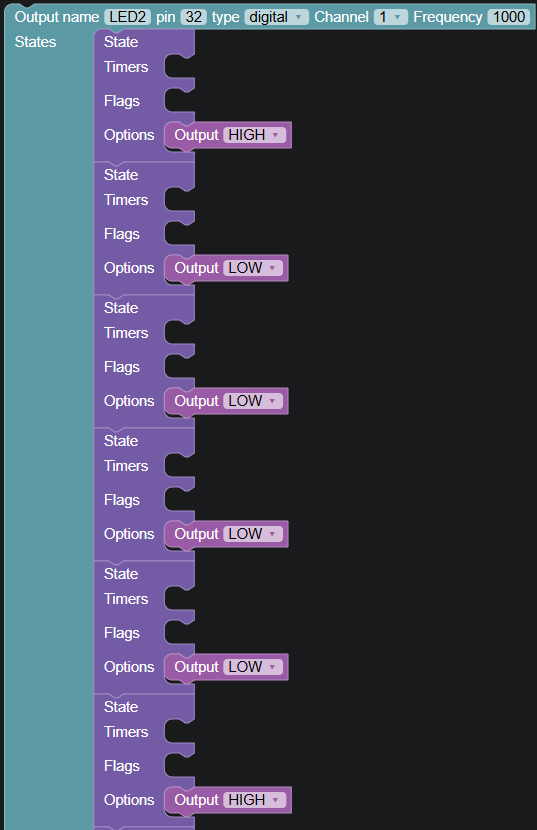 Output name LED2 pin 32 type digital Channel 1 Frequency 1000
States State
Timers
Flags
Options Output HIGH
State
Timers
Flags
Options Output LOW
State
Timers
Flags
Options Output LOW
State
Timers
Flags
Options Output LOW
State
Timers
Flags
Options Output LOW
State
Timers
Flags
Options Output HIGH